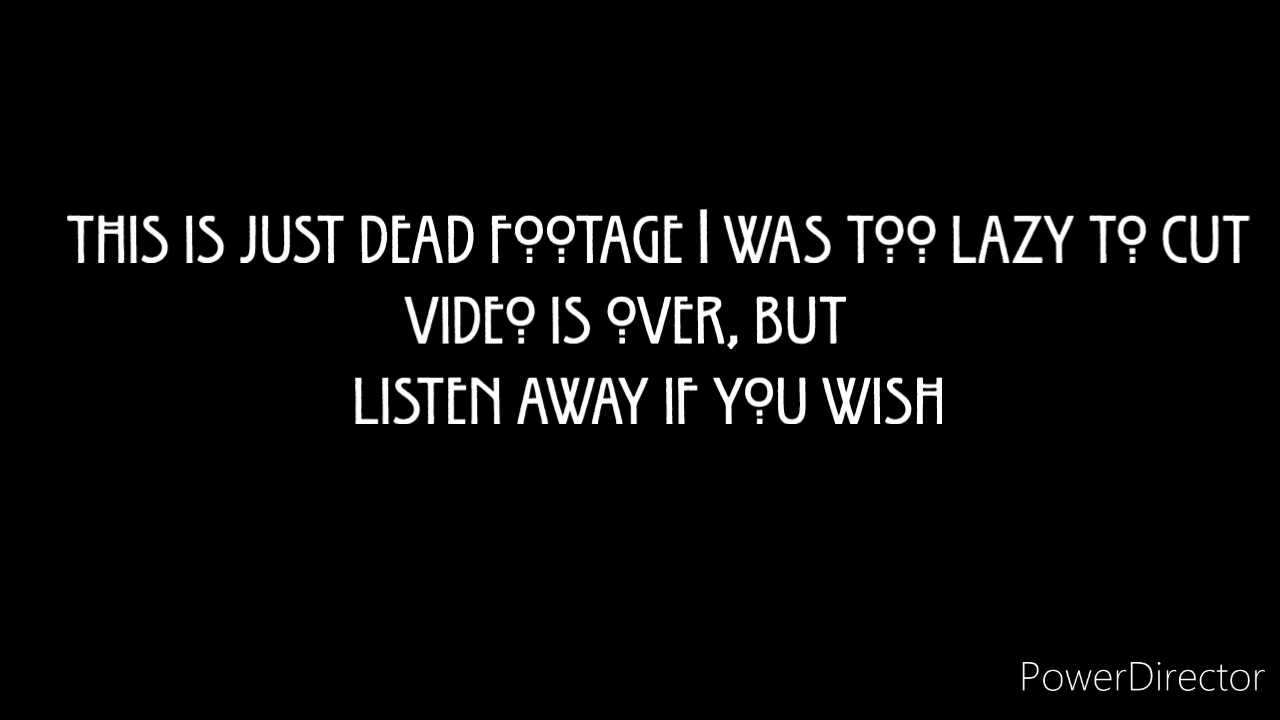 THIS IS JUST DEAD FOOTAGE I WAS TOO LAZY TO CUT
VIDEO IS OVER, BUT
LISTEN AWAY IF YOU WISH
PowerDirector